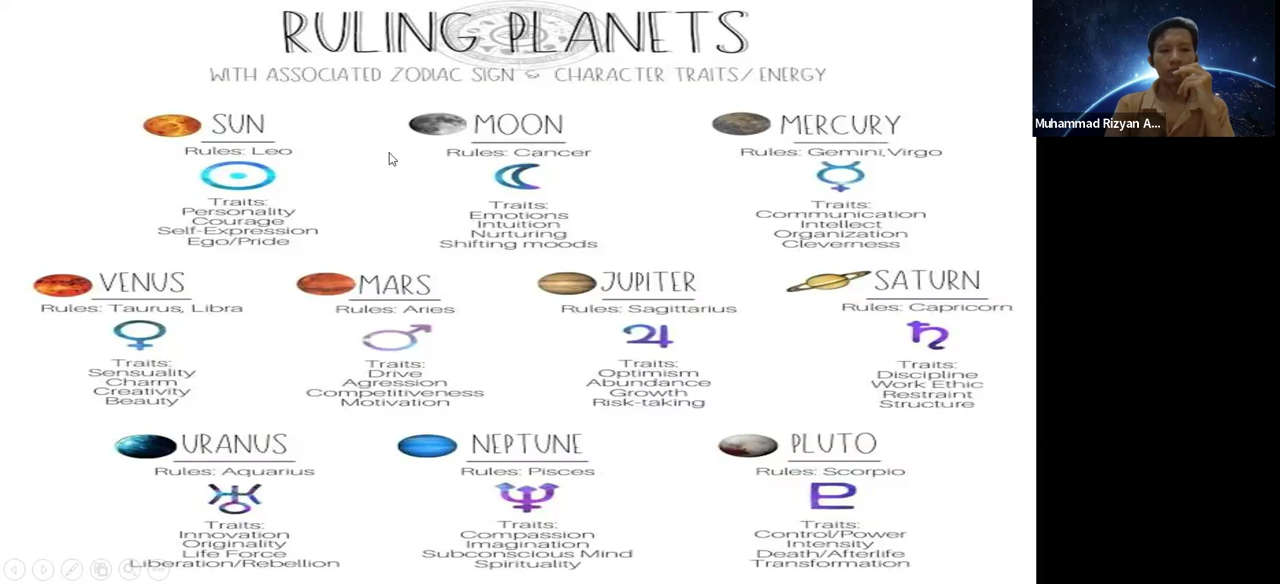 RULING PLANETS
WITH ASSOCIATED ZODIAC SIGN & CHARACTER TRAITS/ENERGY
SUN
Rules: Leo
Traits:
Personality
Courage
Self-Expression
Ego/Pride
MOON
Rules: Cancer
Traits:
Emotions
Intuition
Nurturing
Shifting moods
MERCURY
Rules: Gemini, Virgo
Traits:
Communication
Intellect
Organization
Cleverness
VENUS
Rules: Taurus, Libra
Traits:
Sensuality
Charm
Creativity
Beauty
MARS
Rules: Aries
Traits:
Drive
Agression
Competitiveness
Motivation
JUPITER
Rules: Sagittarius
Traits:
Optimism
Abundance
Growth
Risk-taking
SATURN
Rules: Capricorn
Traits:
Discipline
Work Ethic
Restraint
Structure
URANUS
Rules: Aquarius
Traits:
Innovation
Originality
Life Force
Liberation/Rebellion
NEPTUNE
Rules: Pisces
Traits:
Compassion
Imagination
Subconscious Mind
Spirituality
PLUTO
Rules: Scorpio
Traits:
Control/Power
Intensity
Death/Afterlife
Transformation
Muhammad Rizyan A...